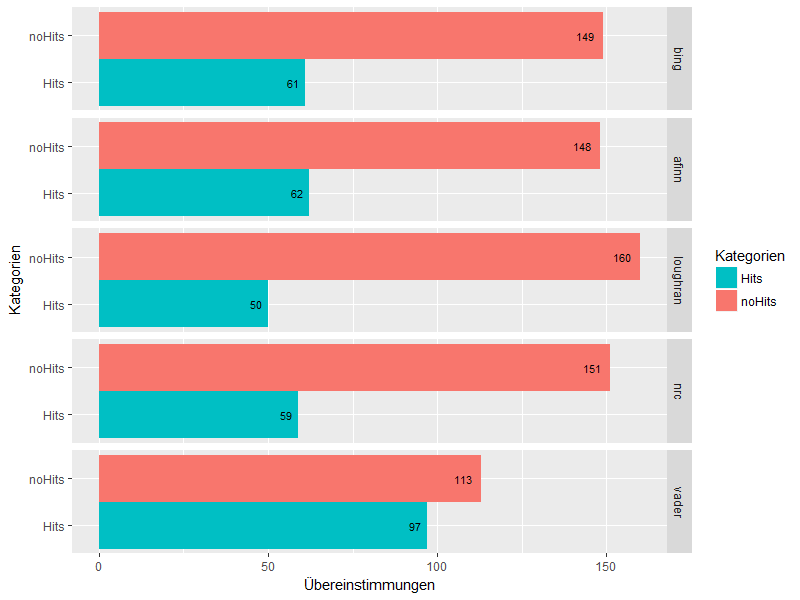 noHits
149
Hits
61
bing
noHits
148
Hits
62
afinn
noHits
160
Hits
50
loughran
noHits
151
Hits
59
nrc
noHits
113
Hits
97
vader
Kategorien
0 50 100 150
Übereinstimmungen
Kategorien
Hits
noHits